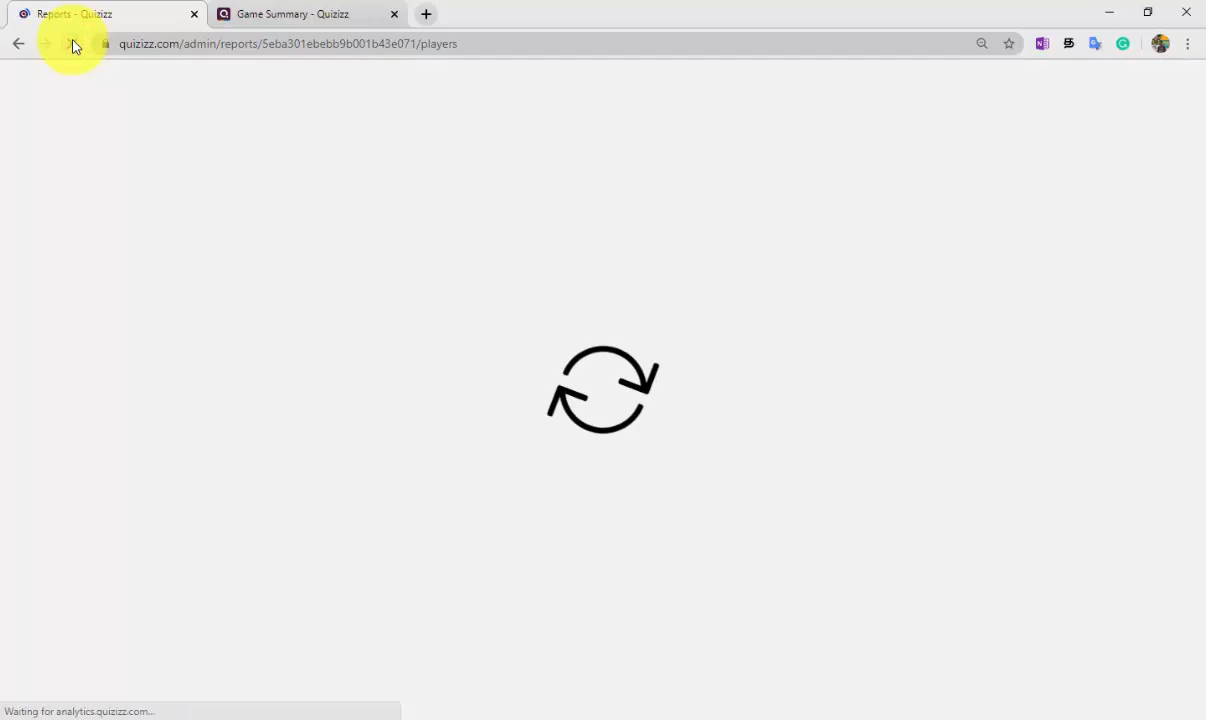 Reports - Quizizz
Game Summary - Quizizz
quizizz.com/admin/reports/5eba301ebebb9b001b43e071/players
Waiting for analytics.quizizz.com...